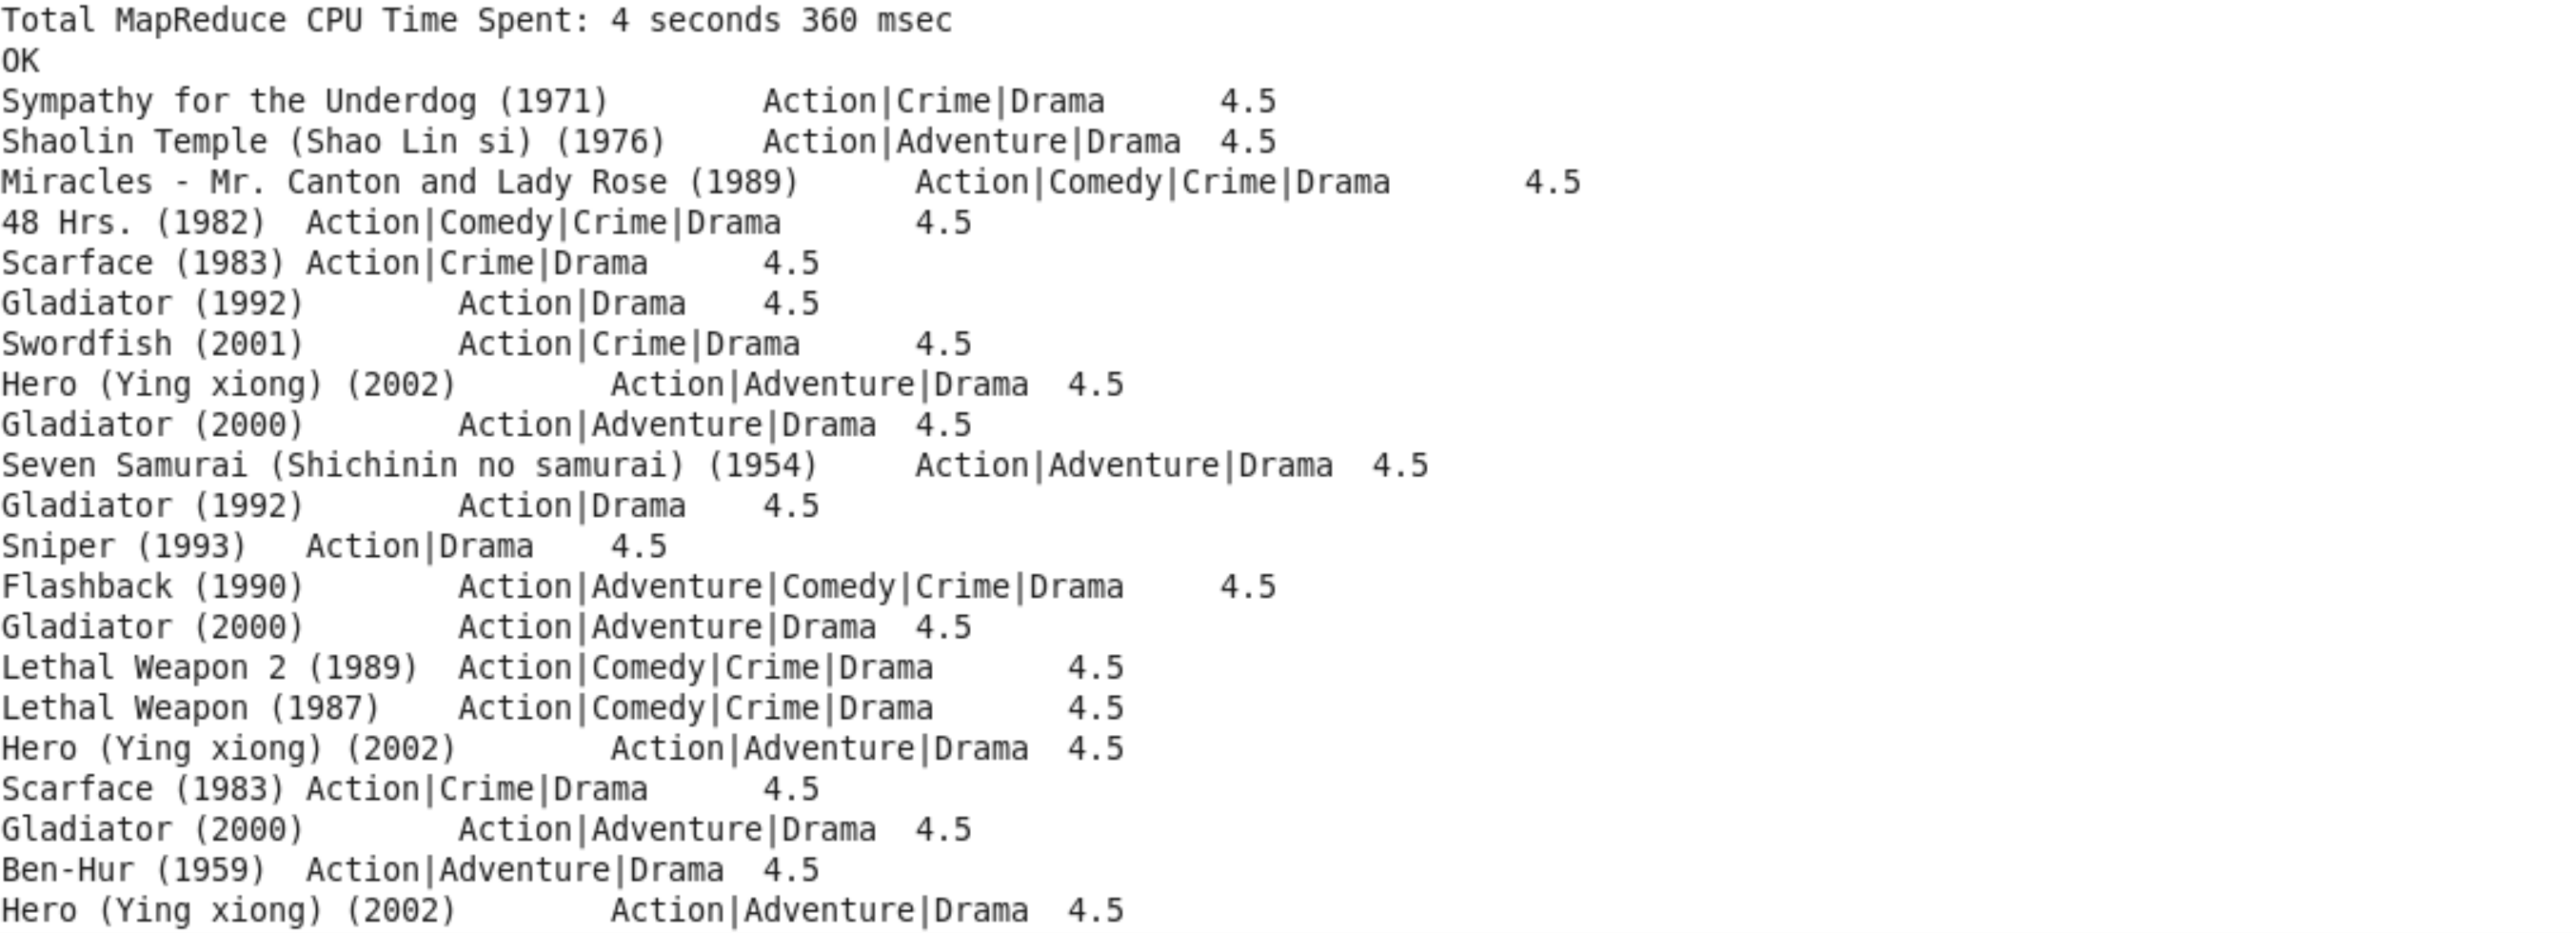 Total MapReduce CPU Time Spent: 4 seconds 360 msec
OK
Sympathy for the Underdog (1971)	Action|Crime|Drama	4.5
Shaolin Temple (Shao Lin si) (1976)	Action|Adventure|Drama	4.5
Miracles - Mr. Canton and Lady Rose (1989)	Action|Comedy|Crime|Drama	4.5
48 Hrs. (1982)	Action|Comedy|Crime|Drama	4.5
Scarface (1983)	Action|Crime|Drama	4.5
Gladiator (1992)	Action|Drama	4.5
Swordfish (2001)	Action|Crime|Drama	4.5
Hero (Ying xiong) (2002)	Action|Adventure|Drama	4.5
Gladiator (2000)	Action|Adventure|Drama	4.5
Seven Samurai (Shichinin no samurai) (1954)	Action|Adventure|Drama	4.5
Gladiator (1992)	Action|Drama	4.5
Sniper (1993)	Action|Drama	4.5
Flashback (1990)	Action|Adventure|Comedy|Crime|Drama	4.5
Gladiator (2000)	Action|Adventure|Drama	4.5
Lethal Weapon 2 (1989)	Action|Comedy|Crime|Drama	4.5
Lethal Weapon (1987)	Action|Comedy|Crime|Drama	4.5
Hero (Ying xiong) (2002)	Action|Adventure|Drama	4.5
Scarface (1983)	Action|Crime|Drama	4.5
Gladiator (2000)	Action|Adventure|Drama	4.5
Ben-Hur (1959)	Action|Adventure|Drama	4.5
Hero (Ying xiong) (2002)	Action|Adventure|Drama	4.5